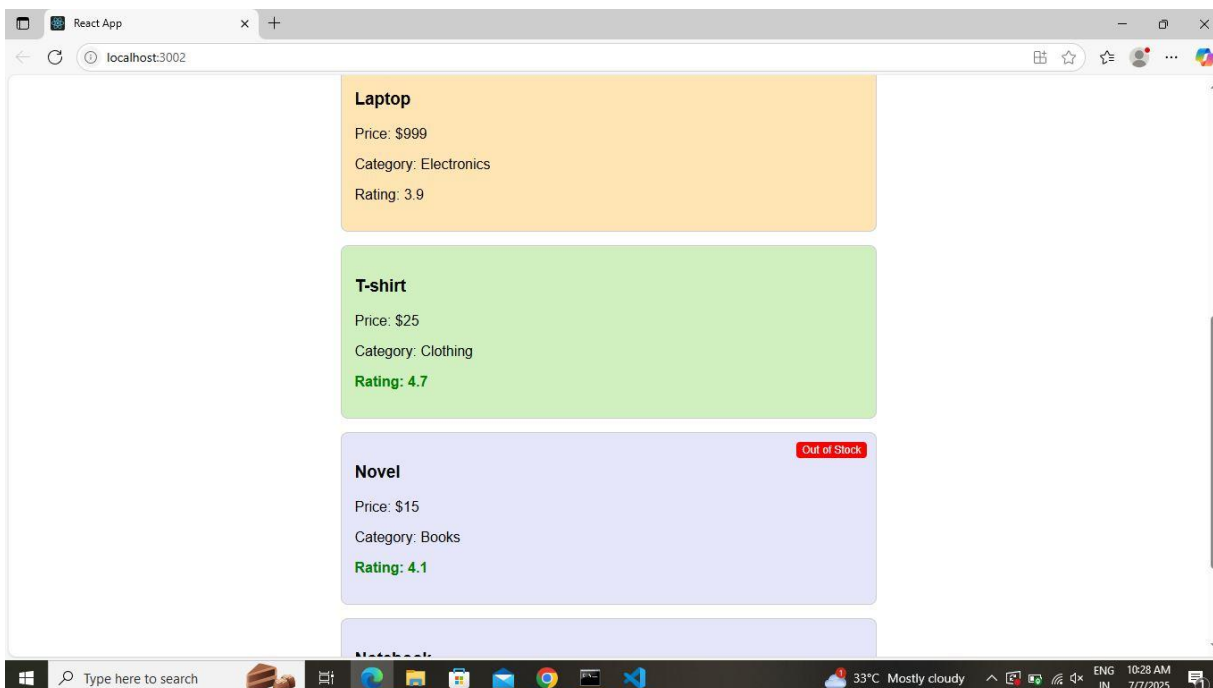 React App
localhost:3002
Laptop
Price: $999
Category: Electronics
Rating: 3.9
T-shirt
Price: $25
Category: Clothing
Rating: 4.7
Out of Stock
Novel
Price: $15
Category: Books
Rating: 4.1
Notebook
Type here to search
33°C Mostly cloudy
ENG
IN
10:28 AM
7/7/2025
1